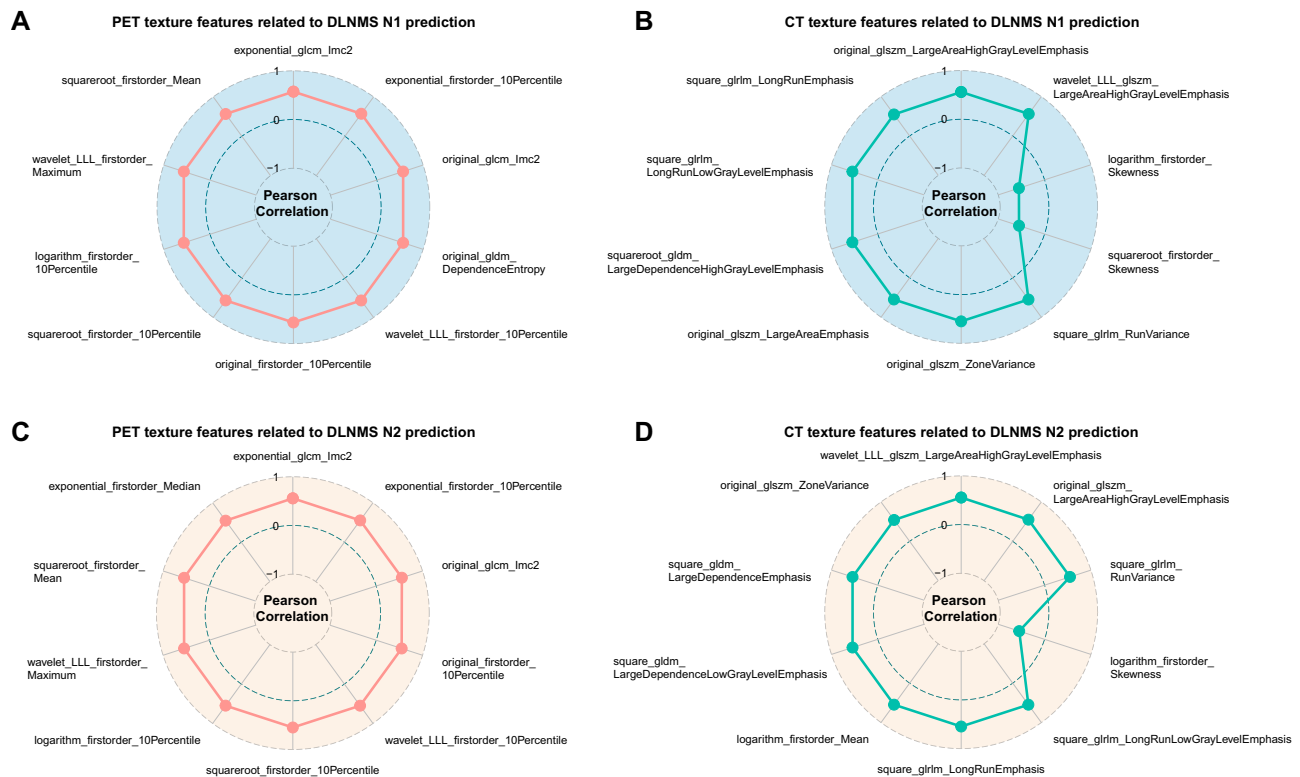 A
PET texture features related to DLNMS N1 prediction
exponential_glcm_Imc2
squareroot_firstorder_Mean
exponential_firstorder_10Percentile
1
0
−1
wavelet_LLL_firstorder_
Maximum
original_glcm_Imc2
Pearson
Correlation
logarithm_firstorder_
10Percentile
original_gldm_
DependenceEntropy
squareroot_firstorder_10Percentile
wavelet_LLL_firstorder_10Percentile
original_firstorder_10Percentile
B
CT texture features related to DLNMS N1 prediction
original_glszm_LargeAreaHighGrayLevelEmphasis
square_glrlm_LongRunEmphasis
wavelet_LLL_glszm_
LargeAreaHighGrayLevelEmphasis
1
0
−1
square_glrlm_
LongRunLowGrayLevelEmphasis
logarithm_firstorder_
Skewness
Pearson
Correlation
squareroot_gldm_
LargeDependenceHighGrayLevelEmphasis
squareroot_firstorder_
Skewness
original_glszm_LargeAreaEmphasis
square_glrlm_RunVariance
original_glszm_ZoneVariance
C
PET texture features related to DLNMS N2 prediction
exponential_glcm_Imc2
exponential_firstorder_Median
exponential_firstorder_10Percentile
1
0
−1
squareroot_firstorder_
Mean
original_glcm_Imc2
Pearson
Correlation
wavelet_LLL_firstorder_
Maximum
original_firstorder_
10Percentile
logarithm_firstorder_10Percentile
wavelet_LLL_firstorder_10Percentile
squareroot_firstorder_10Percentile
D
CT texture features related to DLNMS N2 prediction
wavelet_LLL_glszm_LargeAreaHighGrayLevelEmphasis
original_glszm_ZoneVariance
original_glszm_
LargeAreaHighGrayLevelEmphasis
1
0
−1
square_gldm_
LargeDependenceEmphasis
square_glrlm_
RunVariance
Pearson
Correlation
square_gldm_
LargeDependenceLowGrayLevelEmphasis
logarithm_firstorder_
Skewness
logarithm_firstorder_Mean
square_glrlm_LongRunLowGrayLevelEmphasis
square_glrlm_LongRunEmphasis